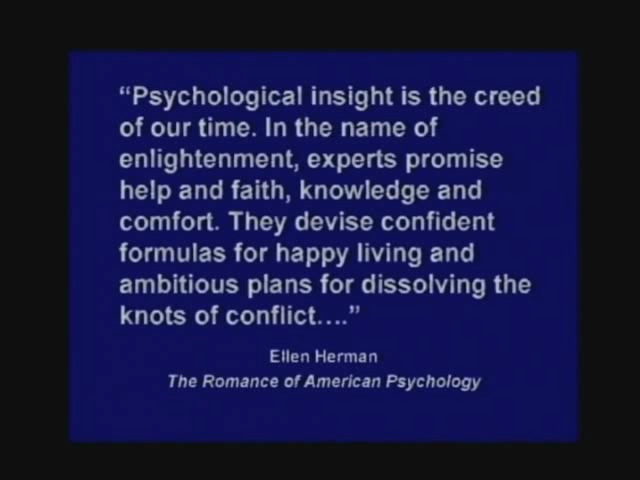 “Psychological insight is the creed
of our time. In the name of
enlightenment, experts promise
help and faith, knowledge and
comfort. They devise confident
formulas for happy living and
ambitious plans for dissolving the
knots of conflict....”
Ellen Herman
The Romance of American Psychology